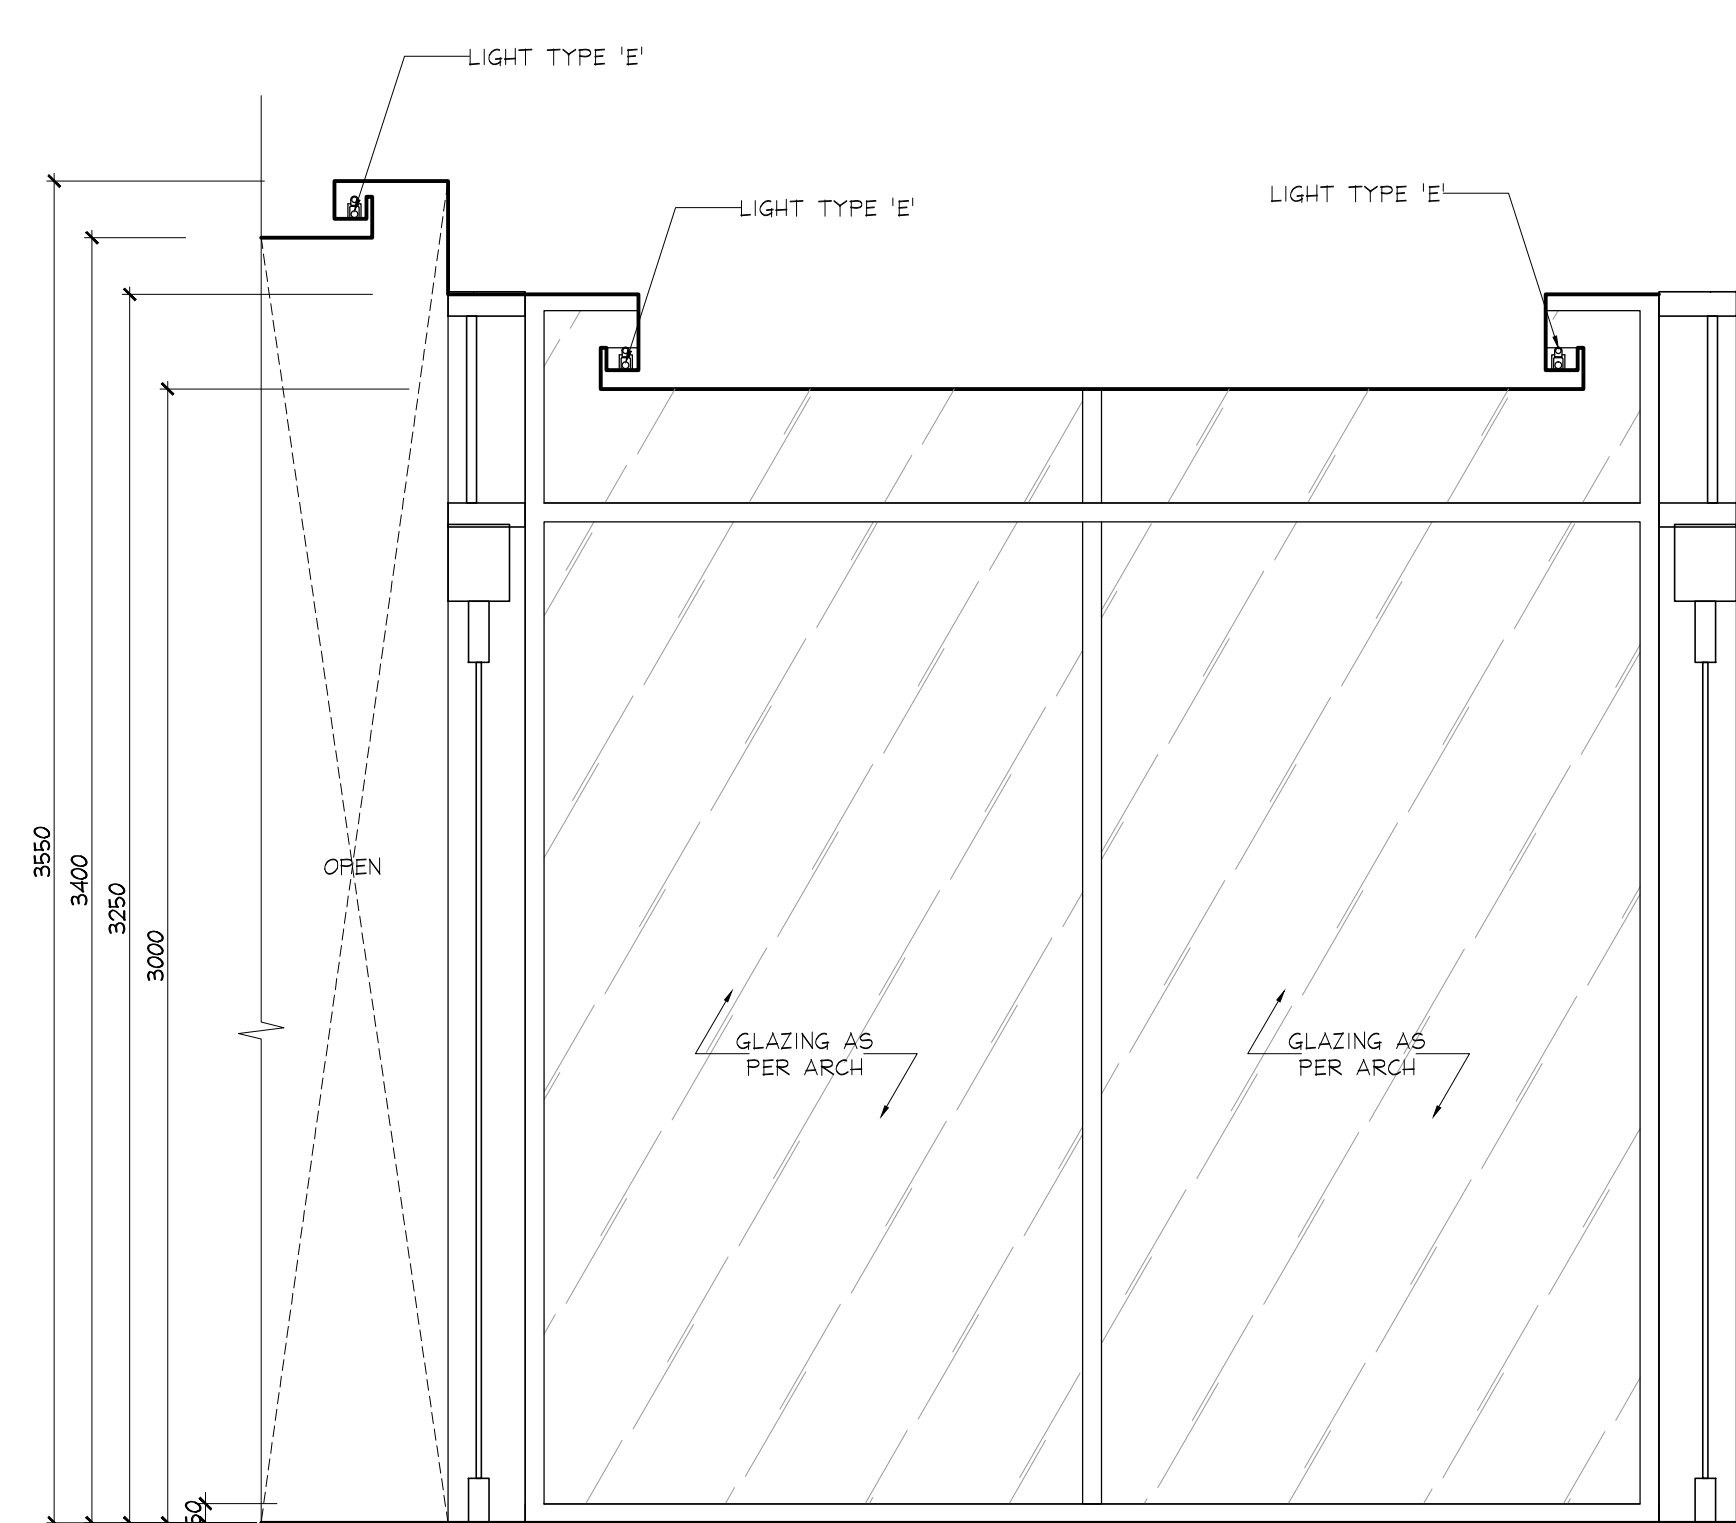 LIGHT TYPE 'E'
LIGHT TYPE 'E'
LIGHT TYPE 'E'
3550
3400
3250
3000
OPEN
GLAZING AS
PER ARCH
GLAZING AS
PER ARCH